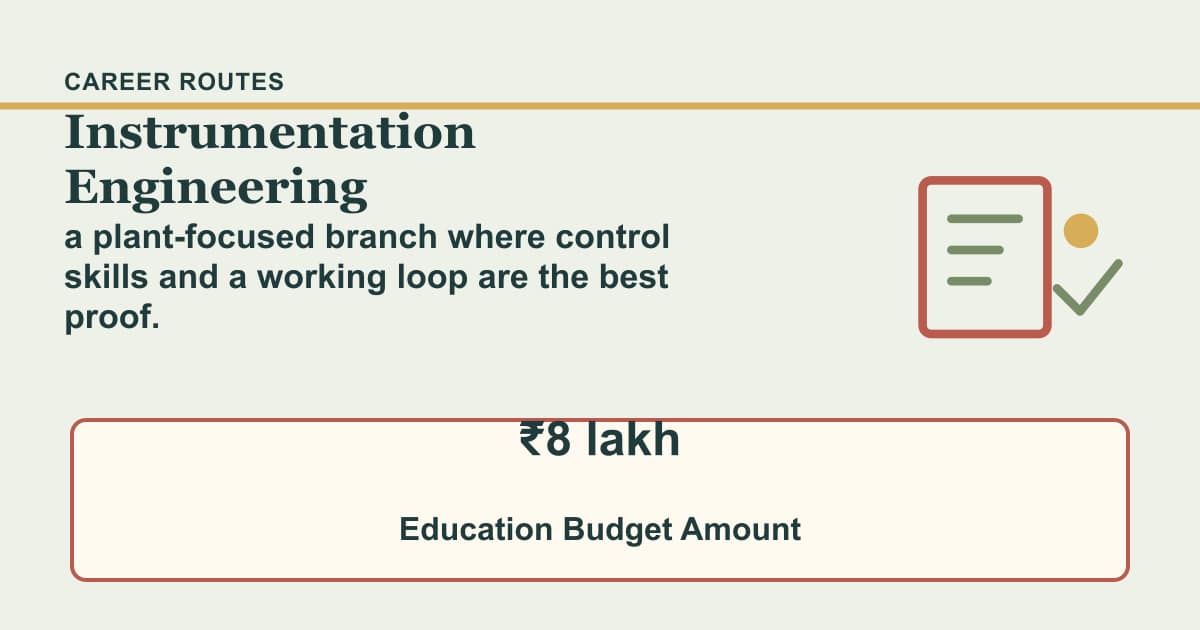 CAREER ROUTES
Instrumentation
Engineering
a plant-focused branch where control
skills and a working loop are the best
proof.
₹8 lakh
Education Budget Amount